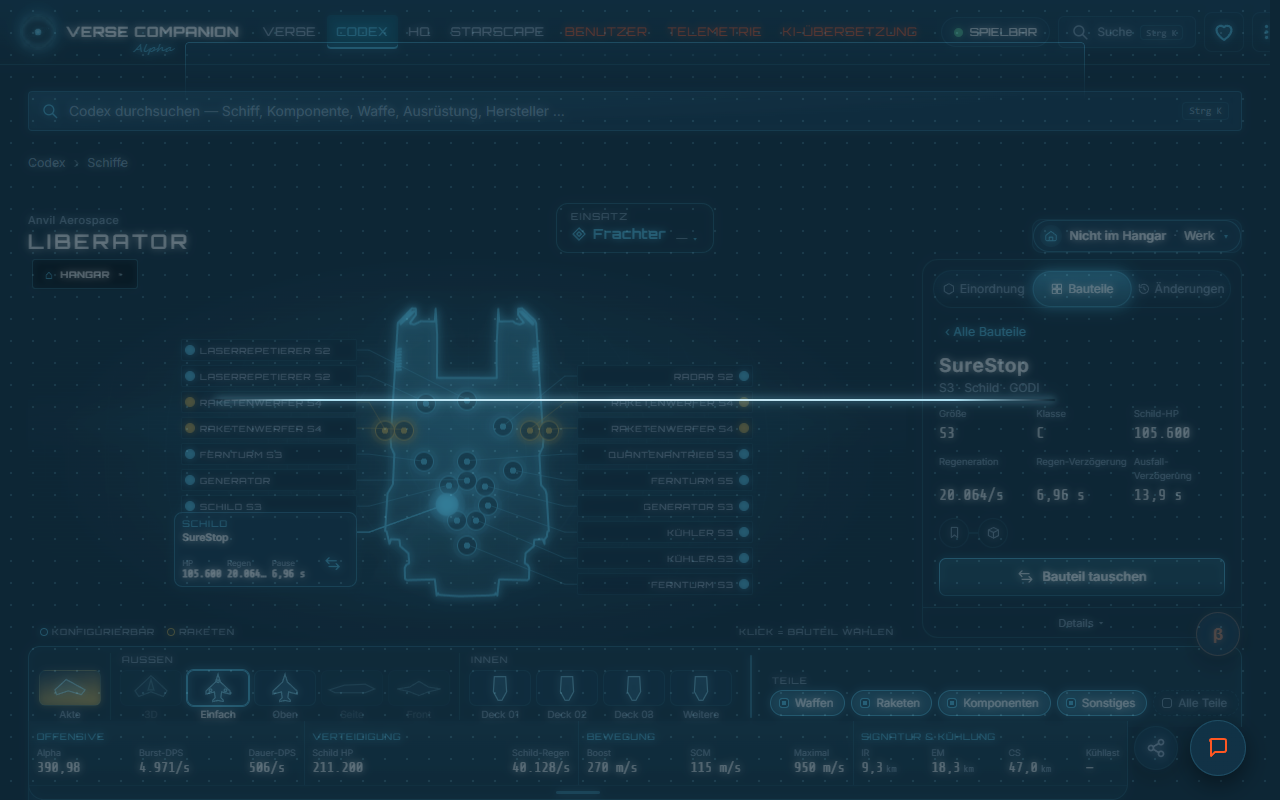 VERSE COMPANION
Alpha
VERSE
CODEX
HQ
STARSCAPE
BENUTZER
TELEMETRIE
KI-ÜBERSETZUNG
SPIELBAR
Suche
Strg K
Codex durchsuchen — Schiff, Komponente, Waffe, Ausrüstung, Hersteller ...
Strg K
Codex › Schiffe
Anvil Aerospace
LIBERATOR
HANGAR
EINSATZ
Frachter
Nicht im Hangar · Werk
Einordnung
Bauteile
Änderungen
‹ Alle Bauteile
SureStop
S3 · Schild · GODI
Größe
Klasse
Schild-HP
S3
C
105.600
Regeneration
Regen-Verzögerung
Ausfall-Verzögerung
20.064/s
6,96 s
13,9 s
Bauteil tauschen
Details
β
LASERREPETIERER S2
LASERREPETIERER S2
RAKETENWERFER S4
RAKETENWERFER S4
FERNTURM S3
GENERATOR
SCHILD S3
SCHILD
SureStop
HP
Regen
Pause
105.600
20.064…
6,96 s
RADAR S2
RAKETENWERFER S4
RAKETENWERFER S4
QUANTENANTRIEB S3
FERNTURM S5
GENERATOR S3
KÜHLER S3
KÜHLER S3
FERNTURM S3
KONFIGURIERBAR
RAKETEN
KLICK = BAUTEIL WÄHLEN
AUSSEN
INNEN
TEILE
Akte
3D
Einfach
Oben
Seite
Front
Deck 01
Deck 02
Deck 03
Weitere
Waffen
Raketen
Komponenten
Sonstiges
Alle Teile
OFFENSIVE
Alpha
Burst-DPS
Dauer-DPS
390,98
4.971/s
506/s
VERTEIDIGUNG
Schild HP
Schild-Regen
211.200
40.128/s
BEWEGUNG
Boost
SCM
Maximal
270 m/s
115 m/s
950 m/s
SIGNATUR & KÜHLUNG
IR
EM
CS
Kühllast
9,3 km
18,3 km
47,0 km
—